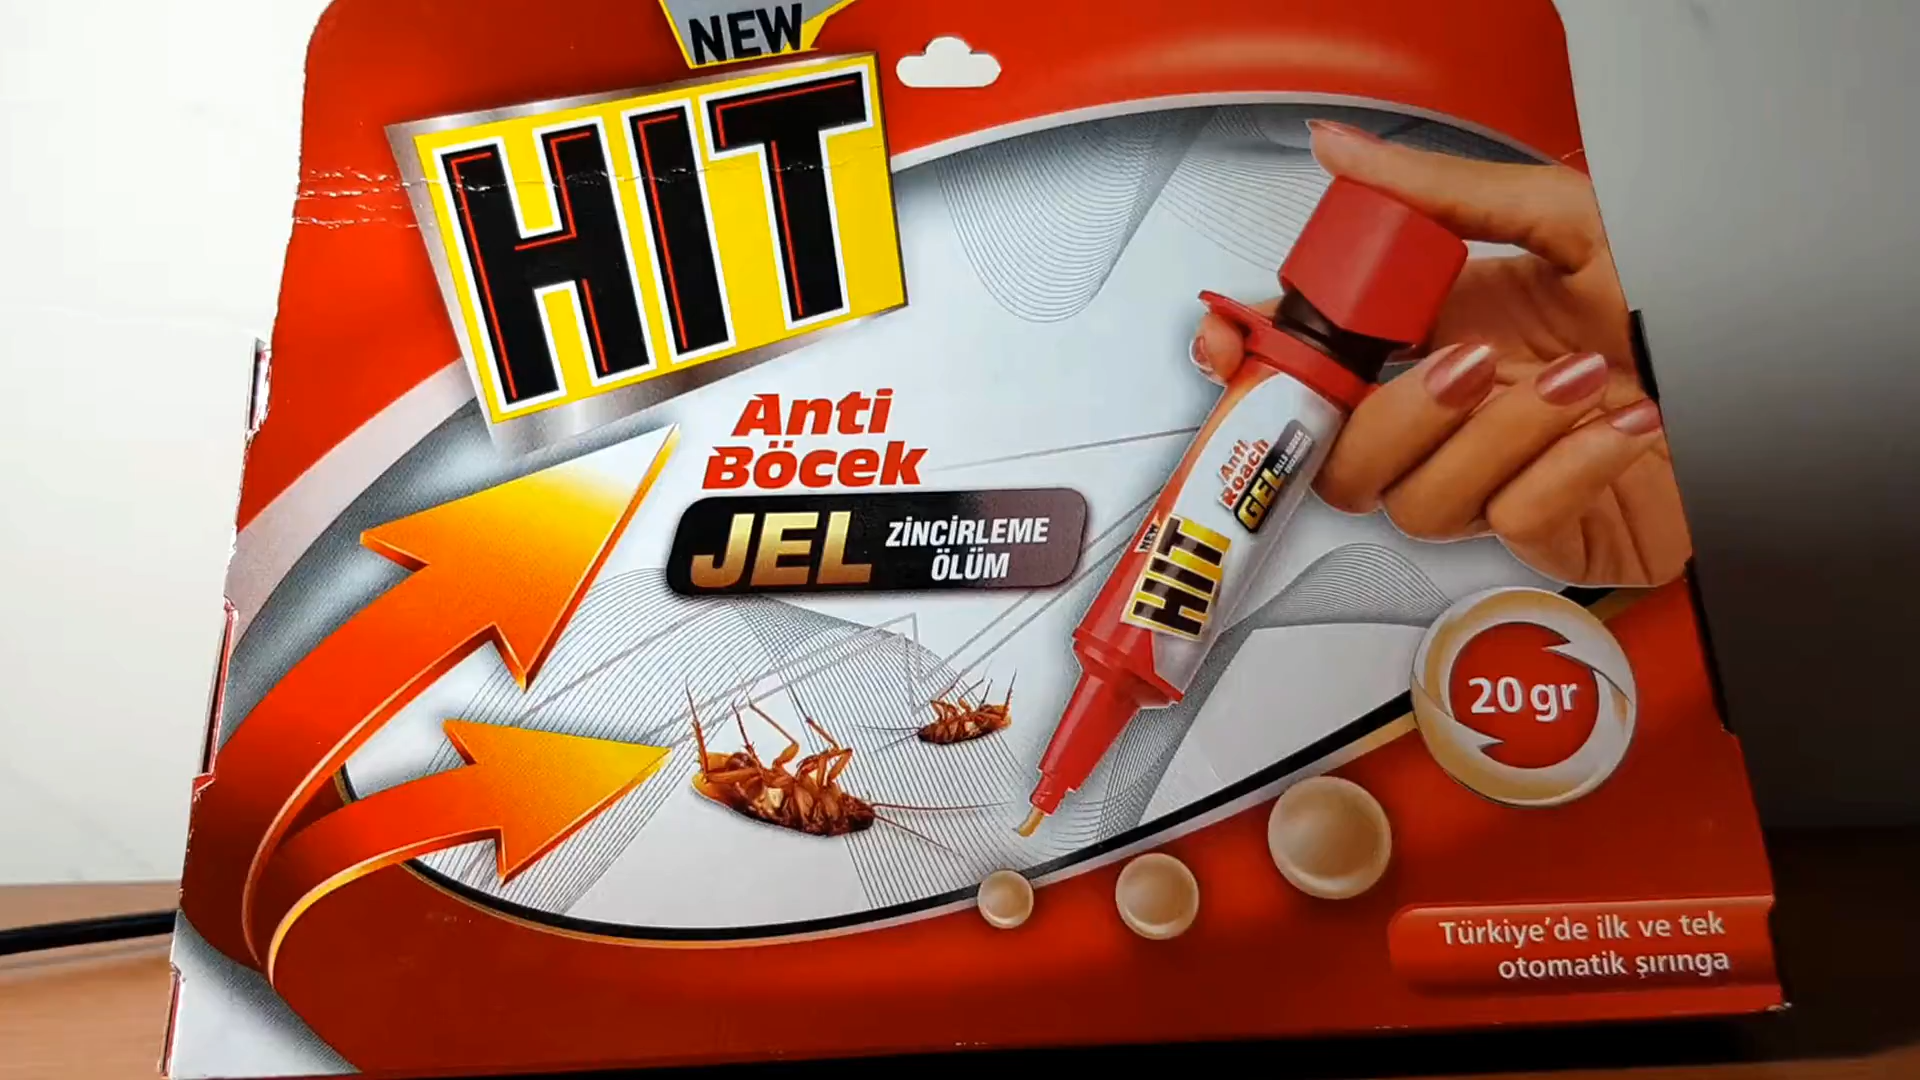 NEW
HIT
Anti
Böcek
JEL
ZİNCİRLEME
ÖLÜM
Anti
Roach
GEL
NEW
HIT
20 gr
Türkiye'de ilk ve tek
otomatik şırınga